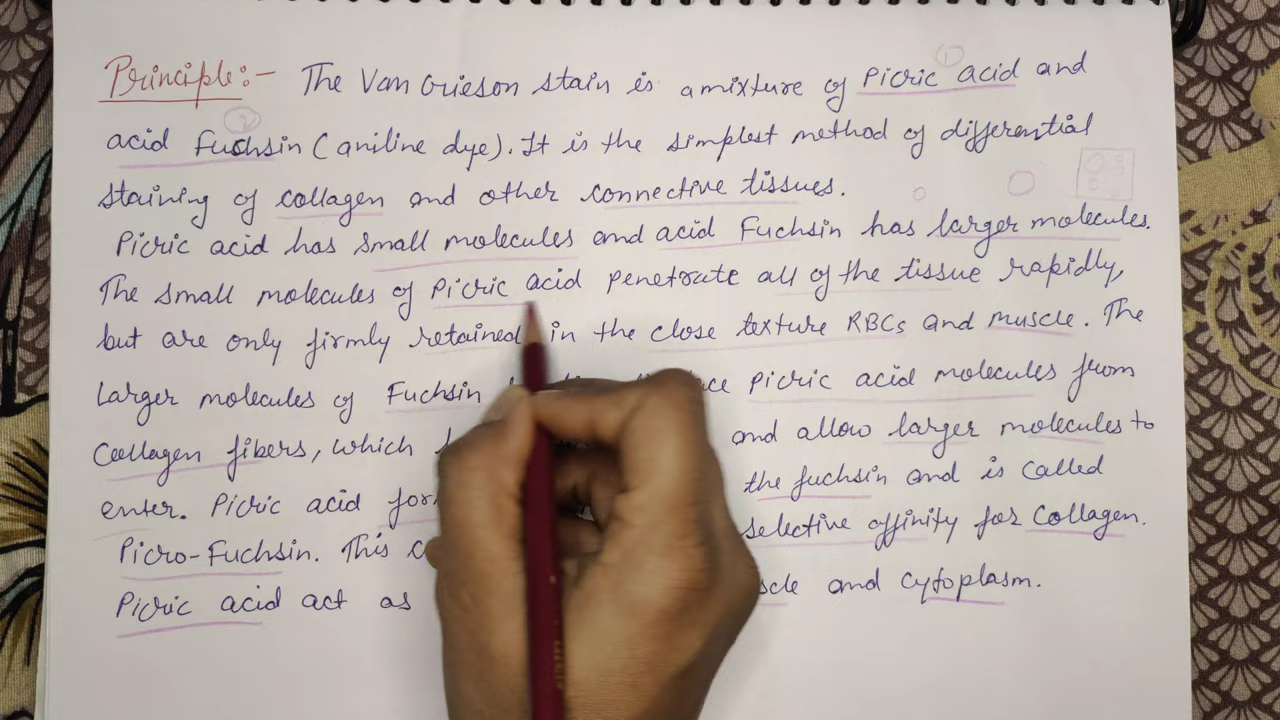 Principle:- The Van Grieson stain is a mixture of Picric acid and
acid Fuchsin (aniline dye). It is the simplest method of differential
staining of collagen and other connective tissues.
Picric acid has small molecules and acid Fuchsin has larger molecules.
The small molecules of Picric acid penetrate all of the tissue rapidly,
but are only firmly retained in the close texture RBCs and muscle. The
Larger molecules of Fuchsin picric acid molecules from
Collagen fibers, which and allow larger molecules to
enter. Picric acid the fuchsin and is called
Picro-Fuchsin. This selective affinity for Collagen.
Picric acid act as and cytoplasm.